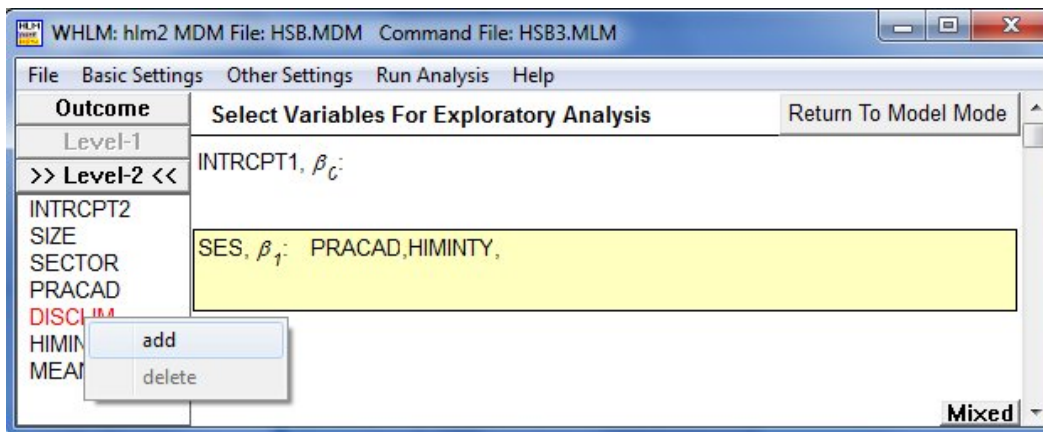 WHLM: hlm2 MDM File: HSB.MDM Command File: HSB3.MLM
File Basic Settings Other Settings Run Analysis Help
Outcome
Select Variables For Exploratory Analysis
Return To Model Mode
Level-1
>> Level-2 <<
INTRCPT1, β0:
INTRCPT2
SIZE
SECTOR
PRACAD
SES, β1: PRACAD,HIMINTY,
add
delete
Mixed